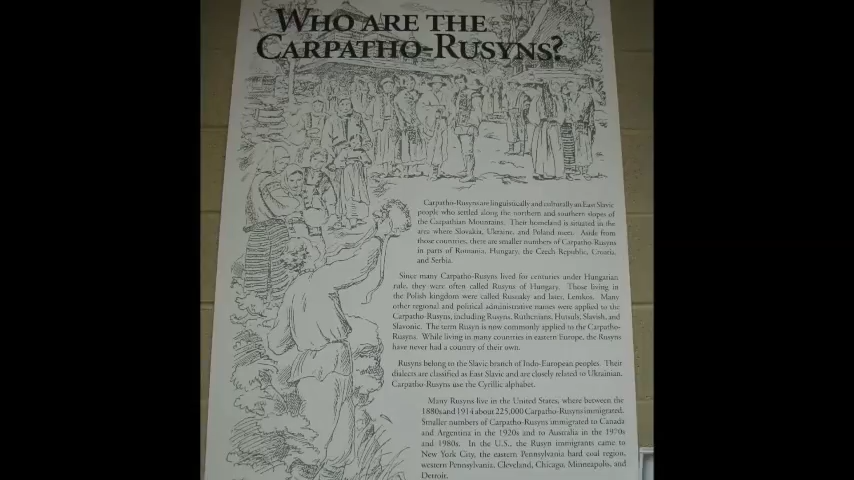 WHO ARE THE
CARPATHO-RUSYNS?
Carpatho-Rusyns are linguistically and culturally an East Slavic
people who settled along the northern and southern slopes of
the Carpathian Mountains. Their homeland is situated in the
area where Slovakia, Ukraine, and Poland meet. Aside from
those countries, there are smaller numbers of Carpatho-Rusyns
in parts of Romania, Hungary, the Czech Republic, Croatia,
and Serbia.
Since many Carpatho-Rusyns lived for centuries under Hungarian
rule, they were often called Rusyns of Hungary. Those living in
the Polish kingdom were called Rusnaky and later, Lemkos. Many
other regional and political administrative names were applied to the
Carpatho-Rusyns, including Rusyns, Ruthenians, Hutsuls, Slavish, and
Slavonic. The term Rusyn is now commonly applied to the Carpatho-
Rusyns. While living in many countries in eastern Europe, the Rusyns
have never had a country of their own.
Rusyns belong to the Slavic branch of Indo-European peoples. Their
dialects are classified as East Slavic and are closely related to Ukrainian.
Carpatho-Rusyns use the Cyrillic alphabet.
Many Rusyns live in the United States, where between the
1880s and 1914 about 225,000 Carpatho-Rusyns immigrated.
Smaller numbers of Carpatho-Rusyns immigrated to Canada
and Argentina in the 1920s and to Australia in the 1970s
and 1980s. In the U.S., the Rusyn immigrants came to
New York City, the eastern Pennsylvania hard coal region,
western Pennsylvania, Cleveland, Chicago, Minneapolis, and
Detroit.